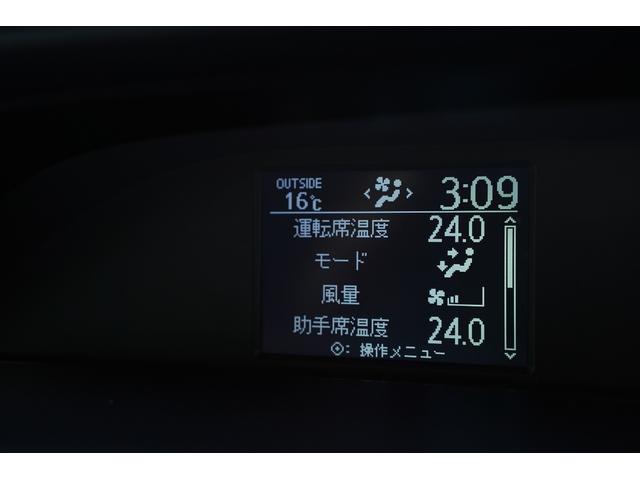 OUTSIDE
16℃
3:09
運転席温度 24.0
モード
風量
助手席温度 24.0
: 操作メニュー